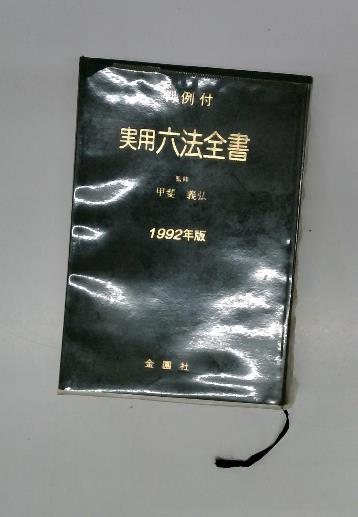 判例付
実用六法全書
監修
甲斐 義弘
1992年版
金園社